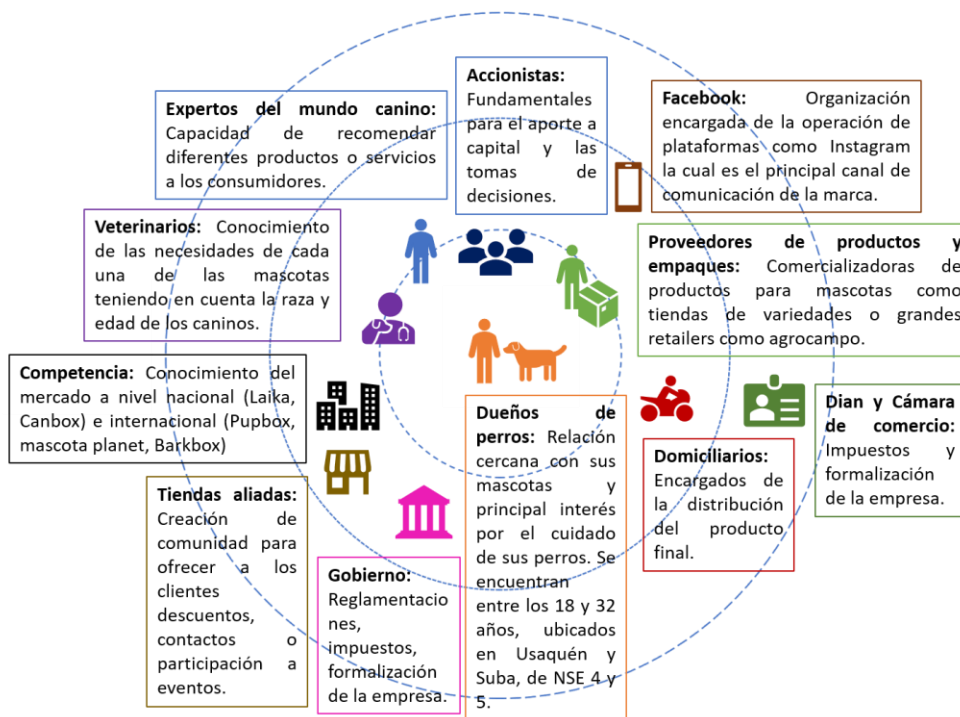 Accionistas:
Fundamentales
para el aporte a
capital y las
tomas de
decisiones.
Expertos del mundo canino:
Capacidad de recomendar
diferentes productos o servicios
a los consumidores.
Facebook: Organización
encargada de la operación de
plataformas como Instagram
la cual es el principal canal de
comunicación de la marca.
Veterinarios: Conocimiento
de las necesidades de cada
una de las mascotas
teniendo en cuenta la raza y
edad de los caninos.
Proveedores de productos y
empaques: Comercializadoras de
productos para mascotas como
tiendas de variedades o grandes
retailers como agrocampo.
Competencia: Conocimiento del
mercado a nivel nacional (Laika,
Canbox) e internacional (Pupbox,
mascota planet, Barkbox)
Dueños de
perros: Relación
cercana con sus
mascotas y
principal interés
por el cuidado
de sus perros. Se
encuentran
entre los 18 y 32
años, ubicados
en Usaquén y
Suba, de NSE 4 y
5.
Dian y Cámara
de comercio:
Impuestos y
formalización
de la empresa.
Domiciliarios:
Encargados de
la distribución
del producto
final.
Tiendas aliadas:
Creación de
comunidad para
ofrecer a los
clientes
descuentos,
contactos o
participación a
eventos.
Gobierno:
Reglamentacio
nes,
impuestos,
formalización
de la empresa.